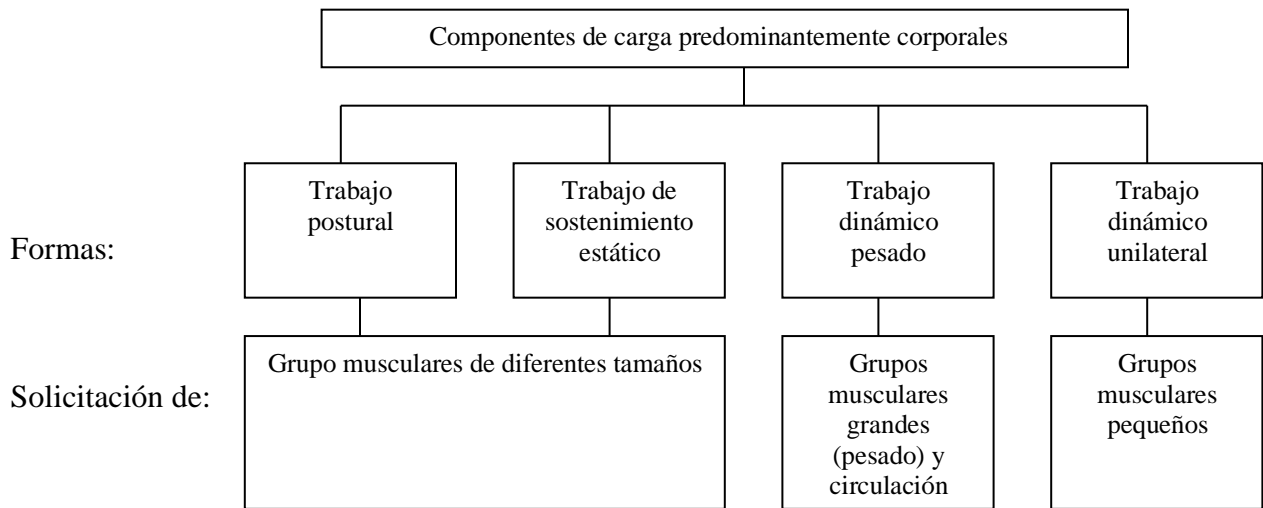 Componentes de carga predominantemente corporales
Formas:
Trabajo
postural
Trabajo de
sostenimiento
estático
Trabajo
dinámico
pesado
Trabajo
dinámico
unilateral
Solicitación de:
Grupo musculares de diferentes tamaños
Grupos
musculares
grandes
(pesado) y
circulación
Grupos
musculares
pequeños